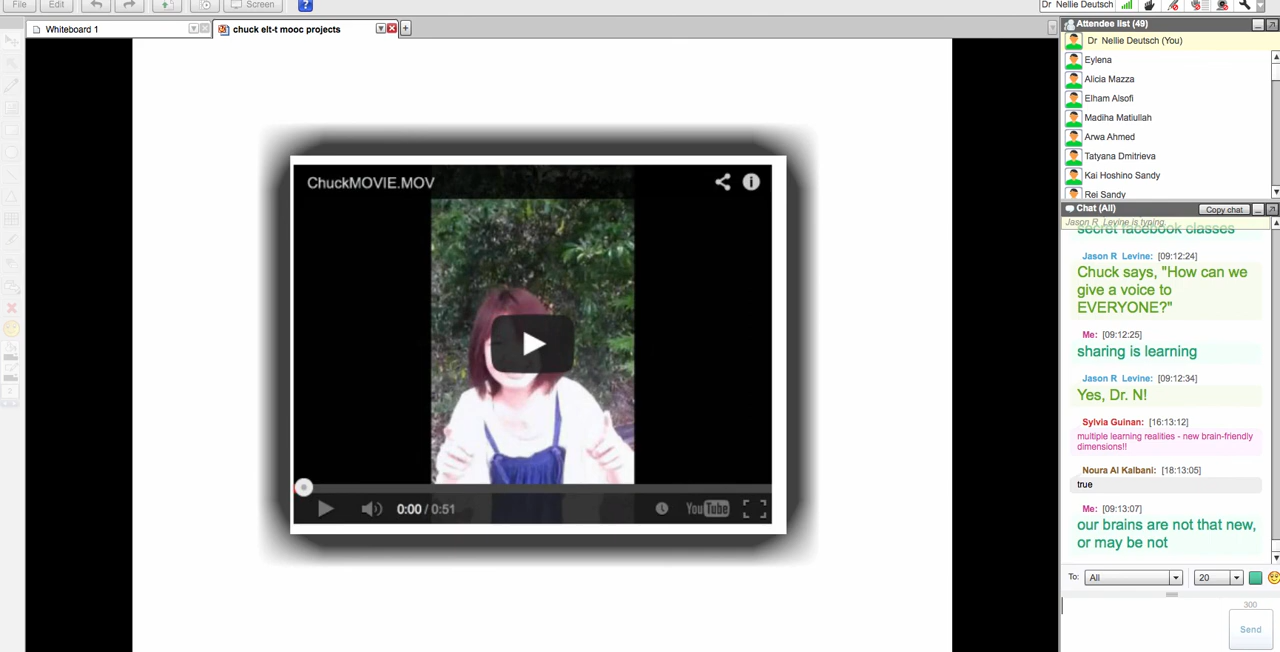 File Edit Screen ? Dr Nellie Deutsch
Whiteboard 1
chuck elt-t mooc projects
Attendee list (49)
Dr Nellie Deutsch (You)
Eylena
Alicia Mazza
Elham Alsofi
Madiha Matiullah
Arwa Ahmed
Tatyana Dmitrieva
Kai Hoshino Sandy
Rei Sandy
ChuckMOVIE.MOV
0:00 / 0:51
YouTube
Chat (All)
Copy chat
Jason R Levine is typing.
secret facebook classes
Jason R Levine: [09:12:24]
Chuck says, "How can we
give a voice to
EVERYONE?"
Me: [09:12:25]
sharing is learning
Jason R Levine: [09:12:34]
Yes, Dr. N!
Sylvia Guinan: [16:13:12]
multiple learning realities - new brain-friendly
dimensions!!
Noura Al Kalbani: [18:13:05]
true
Me: [09:13:07]
our brains are not that new,
or may be not
To: All 20
300
Send